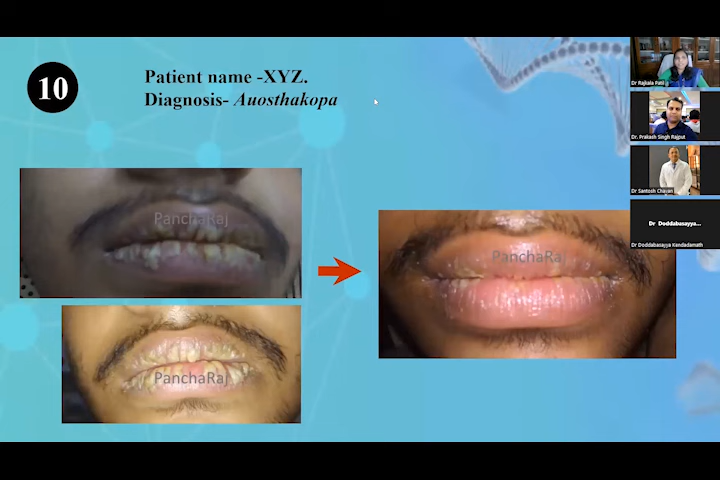 10
Patient name -XYZ.
Diagnosis- Auosthakopa
PanchaRaj
PanchaRaj
PanchaRaj
Dr Rajkala Patil
Dr. Prakash Singh Rajput
Dr Santosh Chavan
Dr Doddabasayya...
Dr Doddabasayya Kendadamath